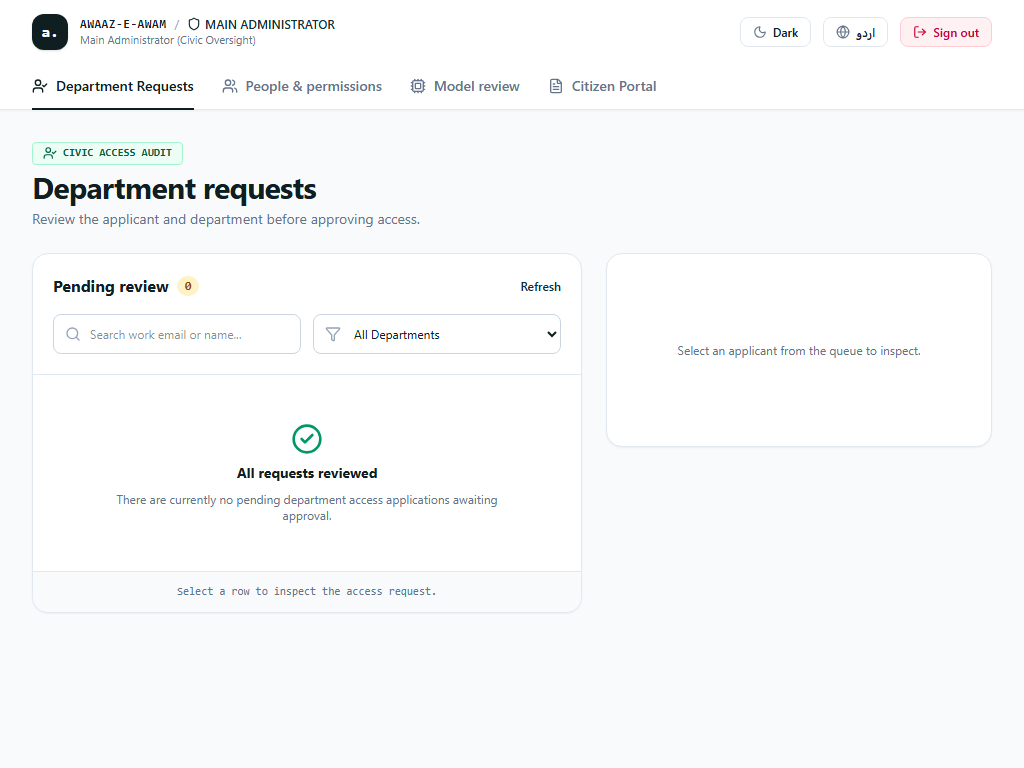 a.
AWAAZ-E-AWAM / MAIN ADMINISTRATOR
Main Administrator (Civic Oversight)
Dark
اردو
Sign out
Department Requests
People & permissions
Model review
Citizen Portal
CIVIC ACCESS AUDIT
Department requests
Review the applicant and department before approving access.
Pending review 0
Refresh
Search work email or name...
All Departments
Select an applicant from the queue to inspect.
All requests reviewed
There are currently no pending department access applications awaiting
approval.
Select a row to inspect the access request.